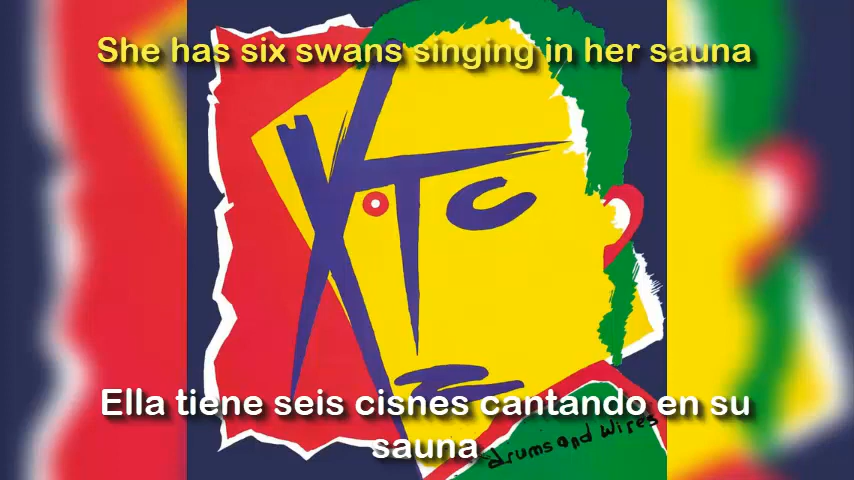 She has six swans singing in her sauna
XTC
Ella tiene seis cisnes cantando en su
sauna
drums and wires